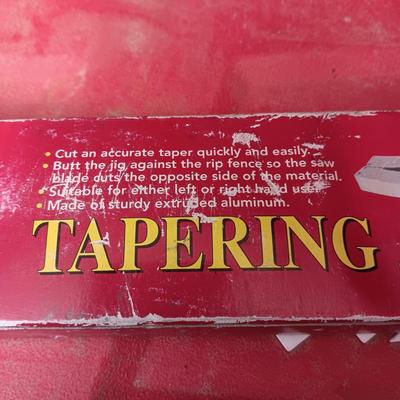 • Cut an accurate taper quickly and easily.
• Butt the jig against the rip fence so the saw
blade cuts the opposite side of the material.
• Suitable for either left or right hand use.
• Made of sturdy extruded aluminum.
TAPERING